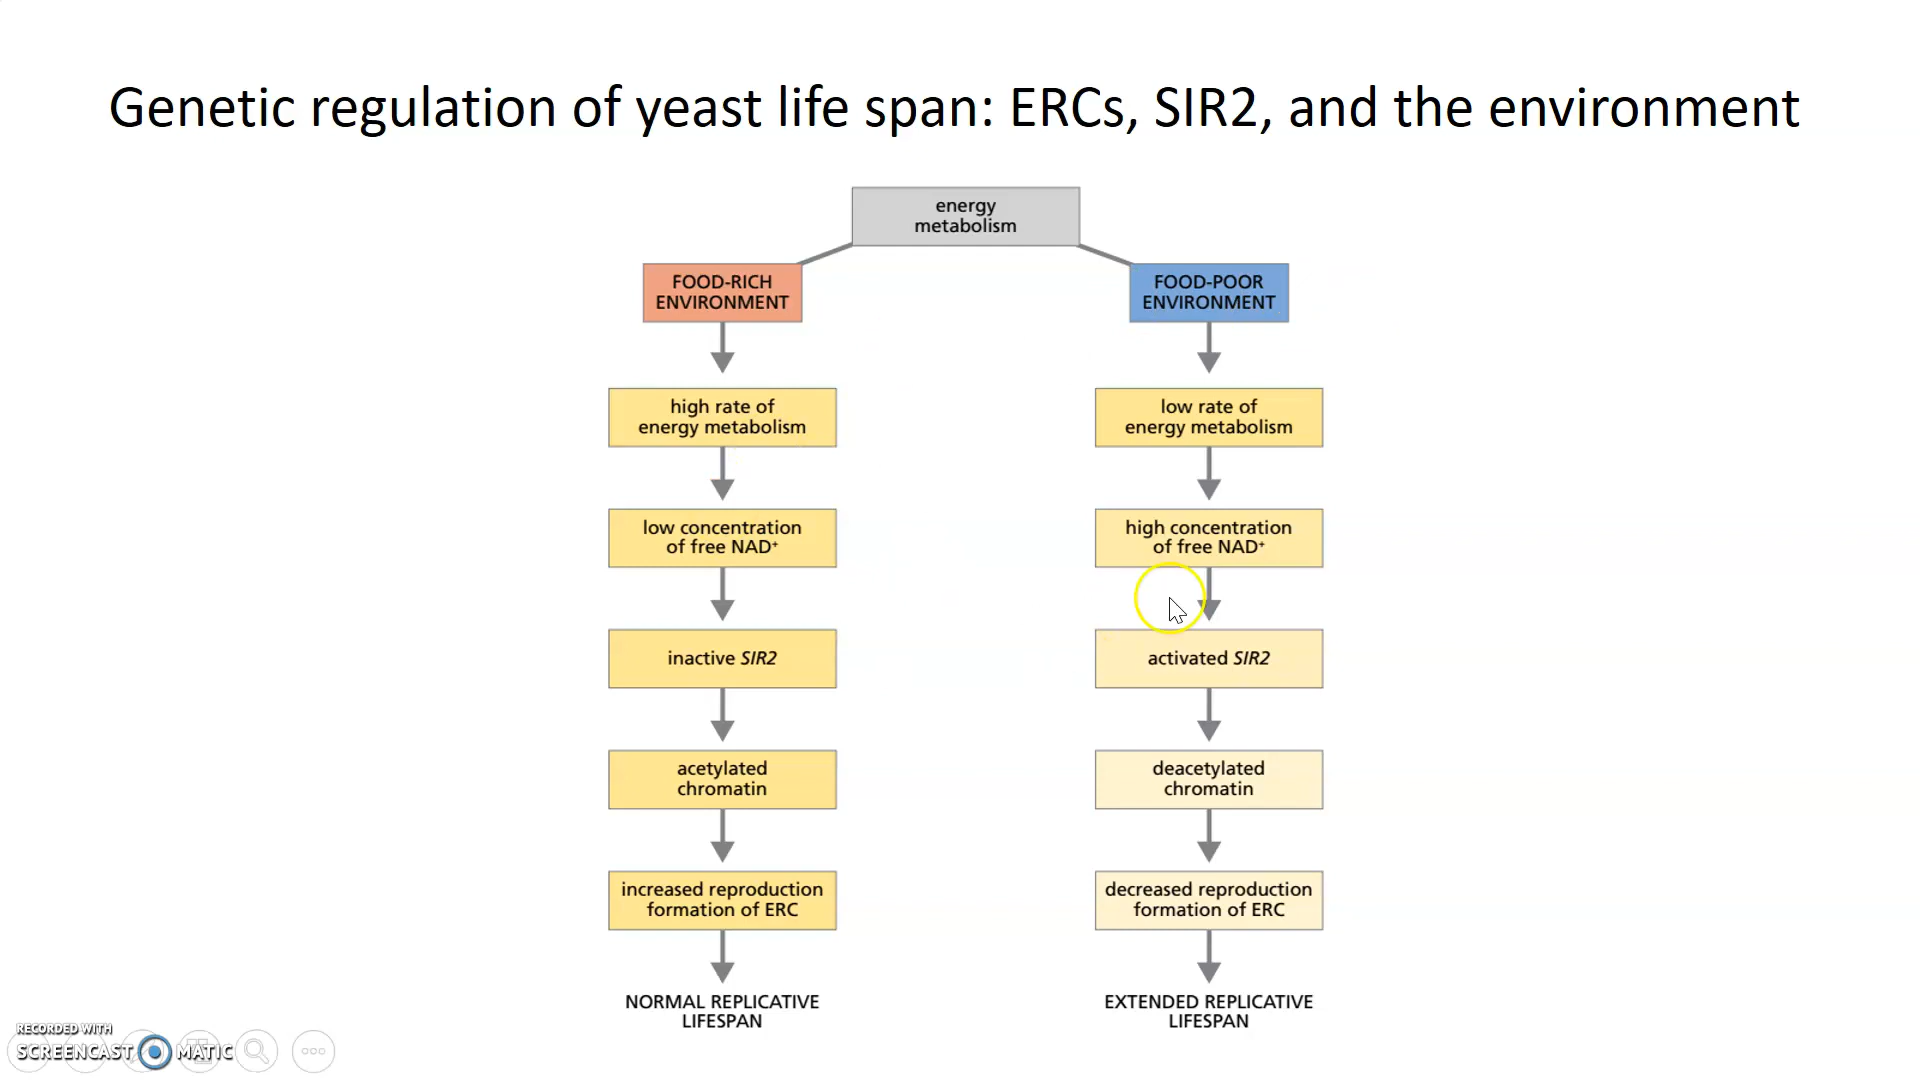 Genetic regulation of yeast life span: ERCs, SIR2, and the environment
energy
metabolism
FOOD-RICH
ENVIRONMENT
high rate of
energy metabolism
low concentration
of free NAD⁺
inactive SIR2
acetylated
chromatin
increased reproduction
formation of ERC
NORMAL REPLICATIVE
LIFESPAN
FOOD-POOR
ENVIRONMENT
low rate of
energy metabolism
high concentration
of free NAD⁺
activated SIR2
deacetylated
chromatin
decreased reproduction
formation of ERC
EXTENDED REPLICATIVE
LIFESPAN
RECORDED WITH
SCREENCAST MATIC